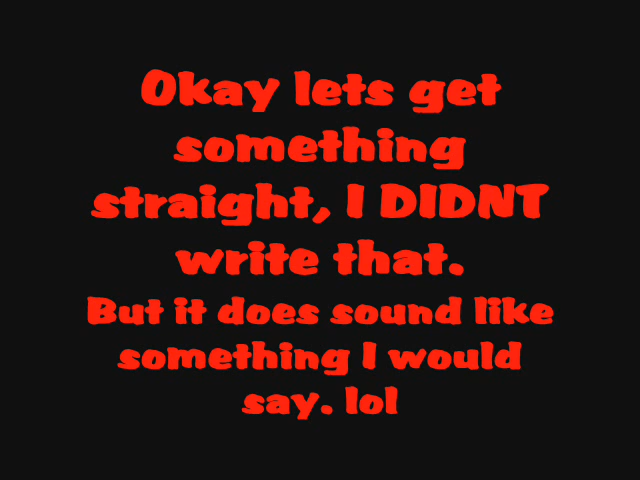 Okay lets get
something
straight, I DIDNT
write that.
But it does sound like
something I would
say. lol